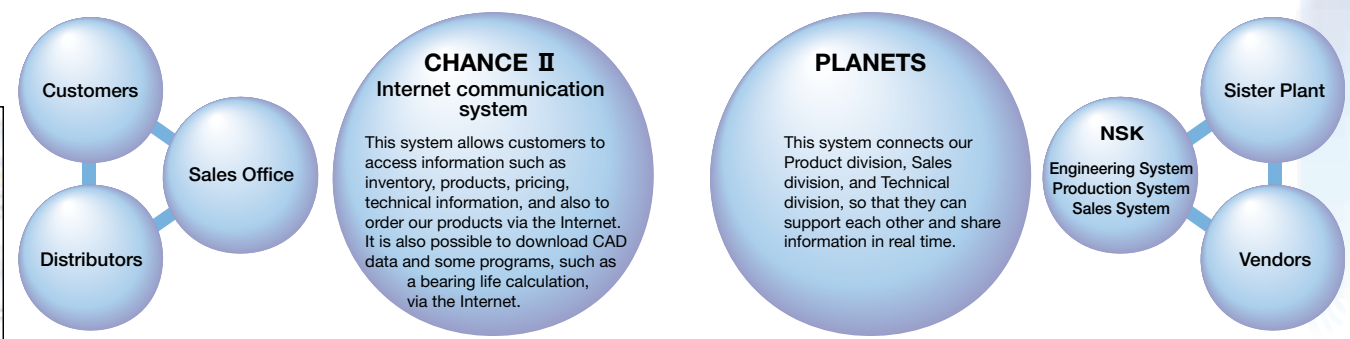 Customers
Sales Office
Distributors
CHANCE Ⅱ
Internet communication
system
This system allows customers to
access information such as
inventory, products, pricing,
technical information, and also to
order our products via the Internet.
It is also possible to download CAD
data and some programs, such as
a bearing life calculation,
via the Internet.
PLANETS
This system connects our
Product division, Sales
division, and Technical
division, so that they can
support each other and share
information in real time.
NSK
Engineering System
Production System
Sales System
Sister Plant
Vendors